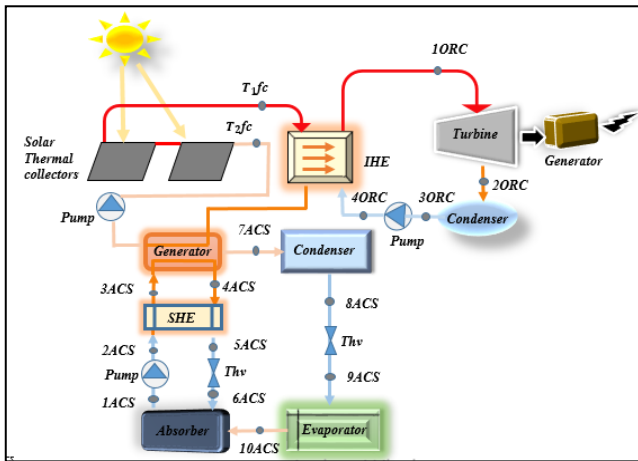 1ORC
T1fc
T2fc
Solar
Thermal
collectors
IHE
Turbine
Generator
2ORC
4ORC
3ORC
Condenser
Pump
Pump
7ACS
Generator
Condenser
3ACS
4ACS
8ACS
SHE
2ACS
5ACS
Thv
Pump
Thv
9ACS
1ACS
6ACS
Absorber
Evaporator
10ACS